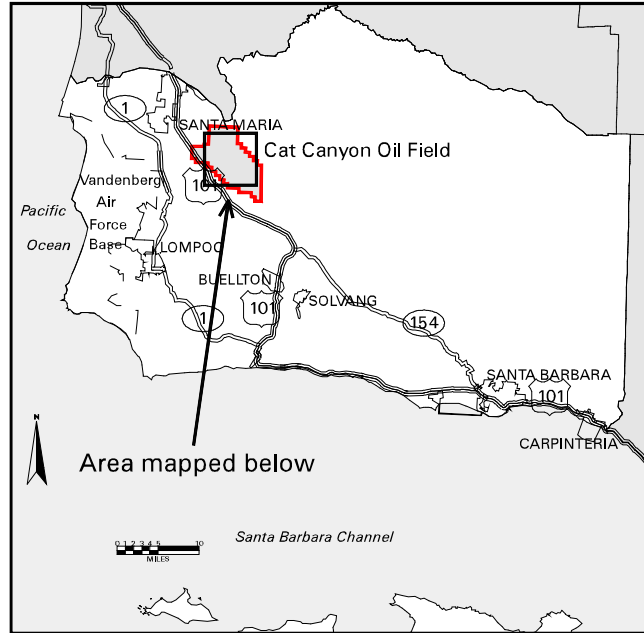 1
SANTA MARIA
Cat Canyon Oil Field
Vandenberg
Air
Force
Base
101
Pacific
Ocean
LOMPOC
BUELLTON
101
SOLVANG
1
154
SANTA BARBARA
101
CARPINTERIA
N
Area mapped below
Santa Barbara Channel
0 1 2 3 4 5 10
MILES